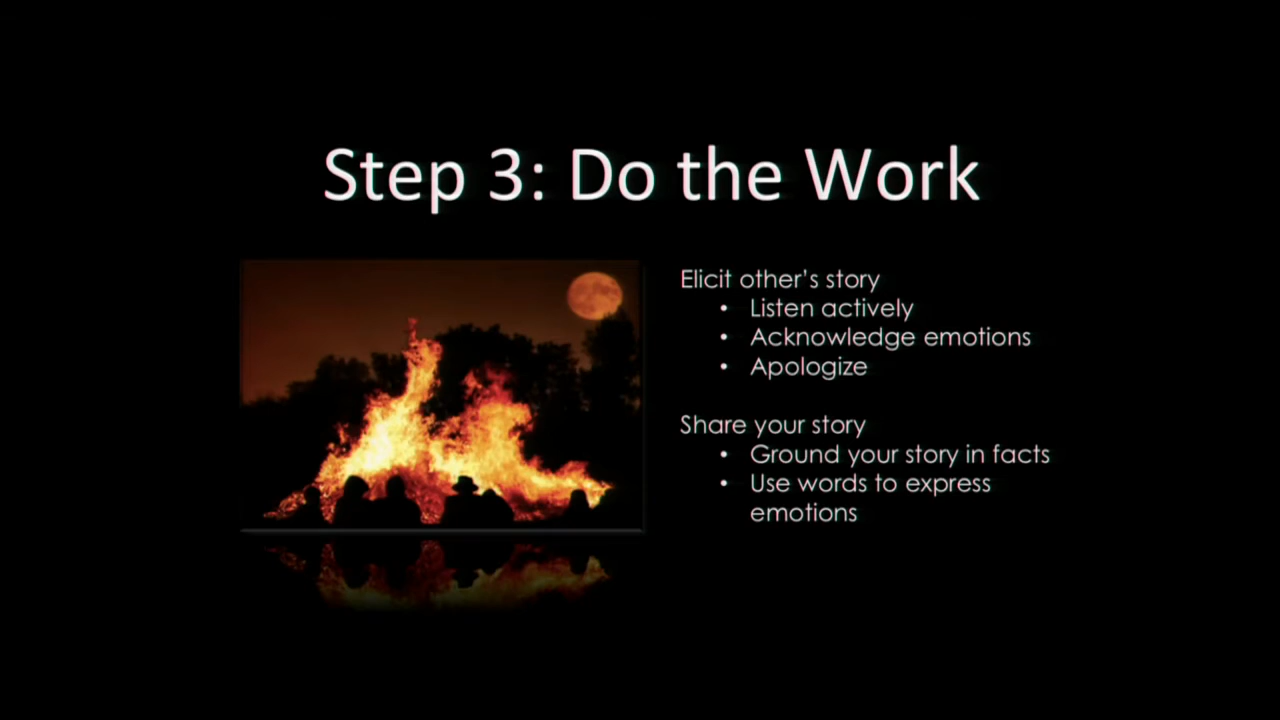 Step 3: Do the Work
Elicit other's story
• Listen actively
• Acknowledge emotions
• Apologize
Share your story
• Ground your story in facts
• Use words to express
emotions